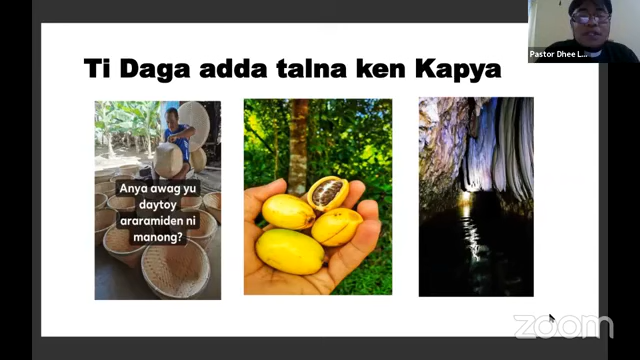 Ti Daga adda talna ken Kapya
Anya awag yu
daytoy
araramiden ni
manong?
Pastor Dhee L...
zoom